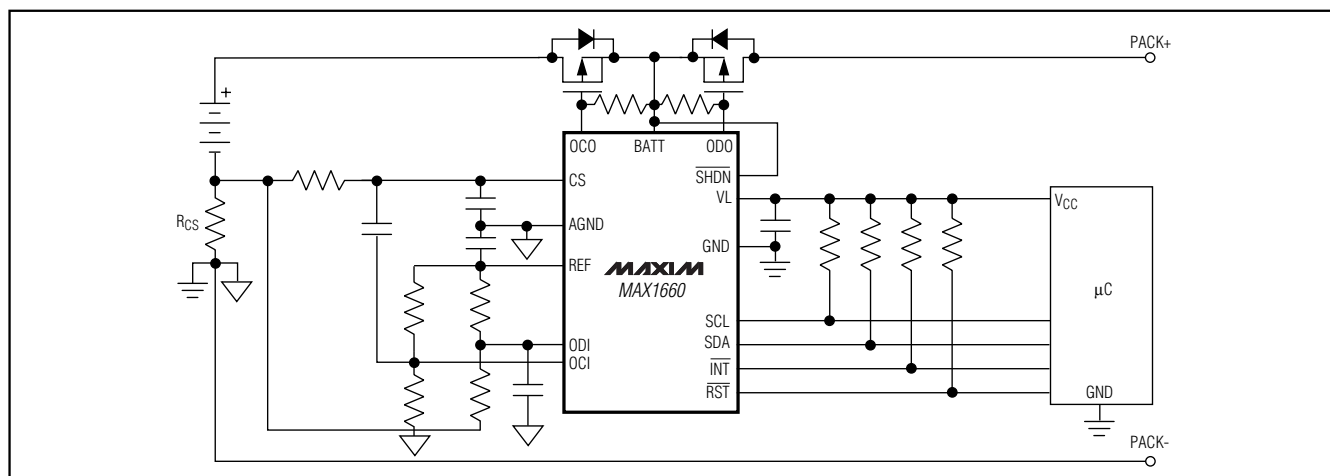 PACK+
+
OCO BATT ODO
SHDN
CS
VL
VCC
RCS
AGND
GND
REF
MAXIM
MAX1660
µC
SCL
ODI
SDA
OCI
INT
RST
GND
PACK-